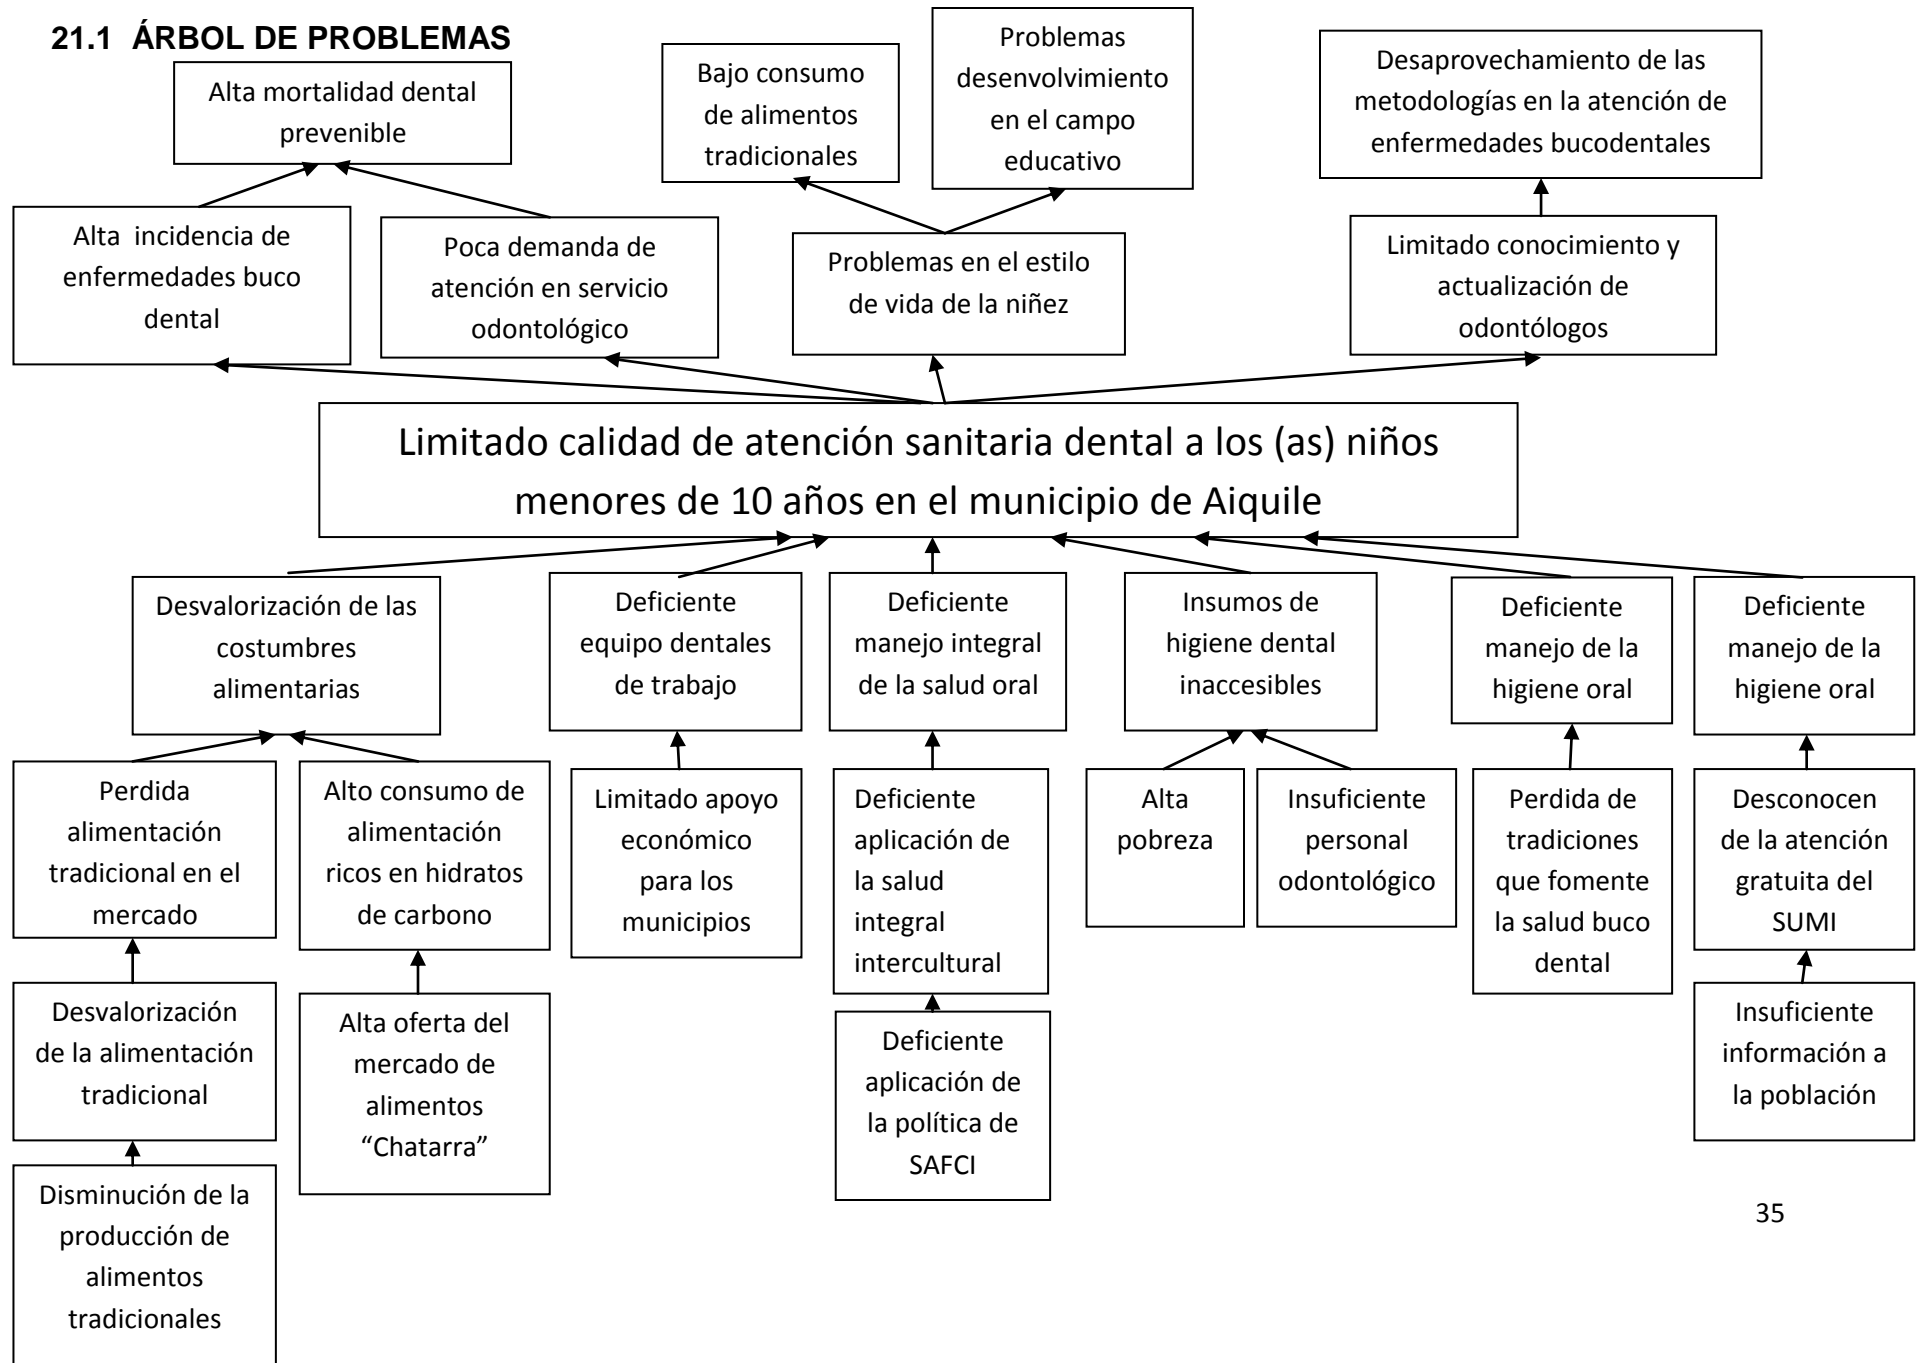 21.1 ÁRBOL DE PROBLEMAS
Alta mortalidad dental
prevenible
Bajo consumo
de alimentos
tradicionales
Problemas
desenvolvimiento
en el campo
educativo
Desaprovechamiento de las
metodologías en la atención de
enfermedades bucodentales
Alta incidencia de
enfermedades buco
dental
Poca demanda de
atención en servicio
odontológico
Problemas en el estilo
de vida de la niñez
Limitado conocimiento y
actualización de
odontólogos
Limitado calidad de atención sanitaria dental a los (as) niños
menores de 10 años en el municipio de Aiquile
Desvalorización de las
costumbres
alimentarias
Deficiente
equipo dentales
de trabajo
Deficiente
manejo integral
de la salud oral
Insumos de
higiene dental
inaccesibles
Deficiente
manejo de la
higiene oral
Deficiente
manejo de la
higiene oral
Perdida
alimentación
tradicional en el
mercado
Alto consumo de
alimentación
ricos en hidratos
de carbono
Limitado apoyo
económico
para los
municipios
Deficiente
aplicación de
la salud
integral
intercultural
Alta
pobreza
Insuficiente
personal
odontológico
Perdida de
tradiciones
que fomente
la salud buco
dental
Desconocen
de la atención
gratuita del
SUMI
Desvalorización
de la alimentación
tradicional
Alta oferta del
mercado de
alimentos
“Chatarra”
Deficiente
aplicación de
la política de
SAFCI
Insuficiente
información a
la población
Disminución de la
producción de
alimentos
tradicionales
35